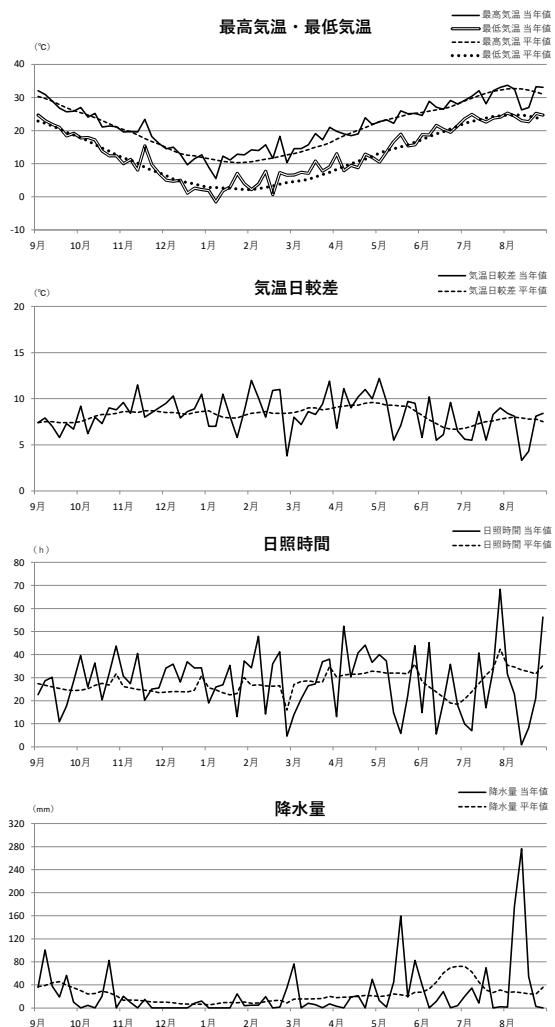 最高気温・最低気温
最高気温 当年値
最低気温 当年値
最高気温 平年値
最低気温 平年値
(℃)
40
30
20
10
0
-10
9月 10月 11月 12月 1月 2月 3月 4月 5月 6月 7月 8月
気温日較差
気温日較差 当年値
気温日較差 平年値
(℃)
20
15
10
5
0
9月 10月 11月 12月 1月 2月 3月 4月 5月 6月 7月 8月
日照時間
日照時間 当年値
日照時間 平年値
(h)
80
70
60
50
40
30
20
10
0
9月 10月 11月 12月 1月 2月 3月 4月 5月 6月 7月 8月
降水量
降水量 当年値
降水量 平年値
(mm)
320
280
240
200
160
120
80
40
0
9月 10月 11月 12月 1月 2月 3月 4月 5月 6月 7月 8月